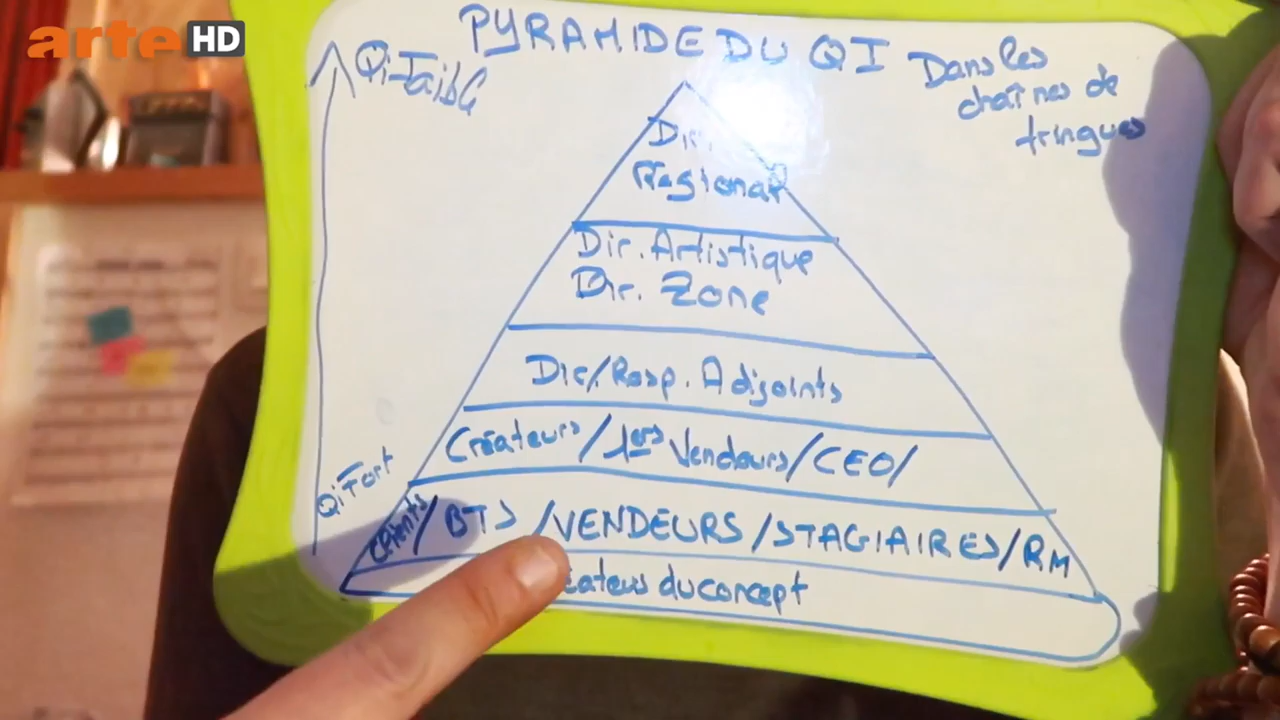 arte HD
PYRAMIDE DU QI
Dans les
chaînes de
fringues
Qi Faible
Dir.
Régional
Dir. Artistique
Dir. Zone
Dir/Resp. Adjoints
Créateurs/1ers Vendeurs/CEO/
Qi Fort
Clients/BTS/VENDEURS/STAGIAIRES/RM
du concept